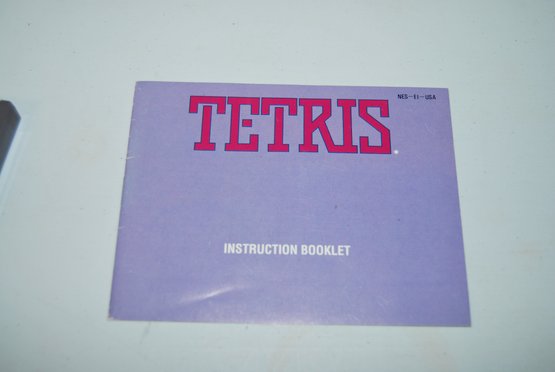 NES-EI-USA
TETRIS
INSTRUCTION BOOKLET